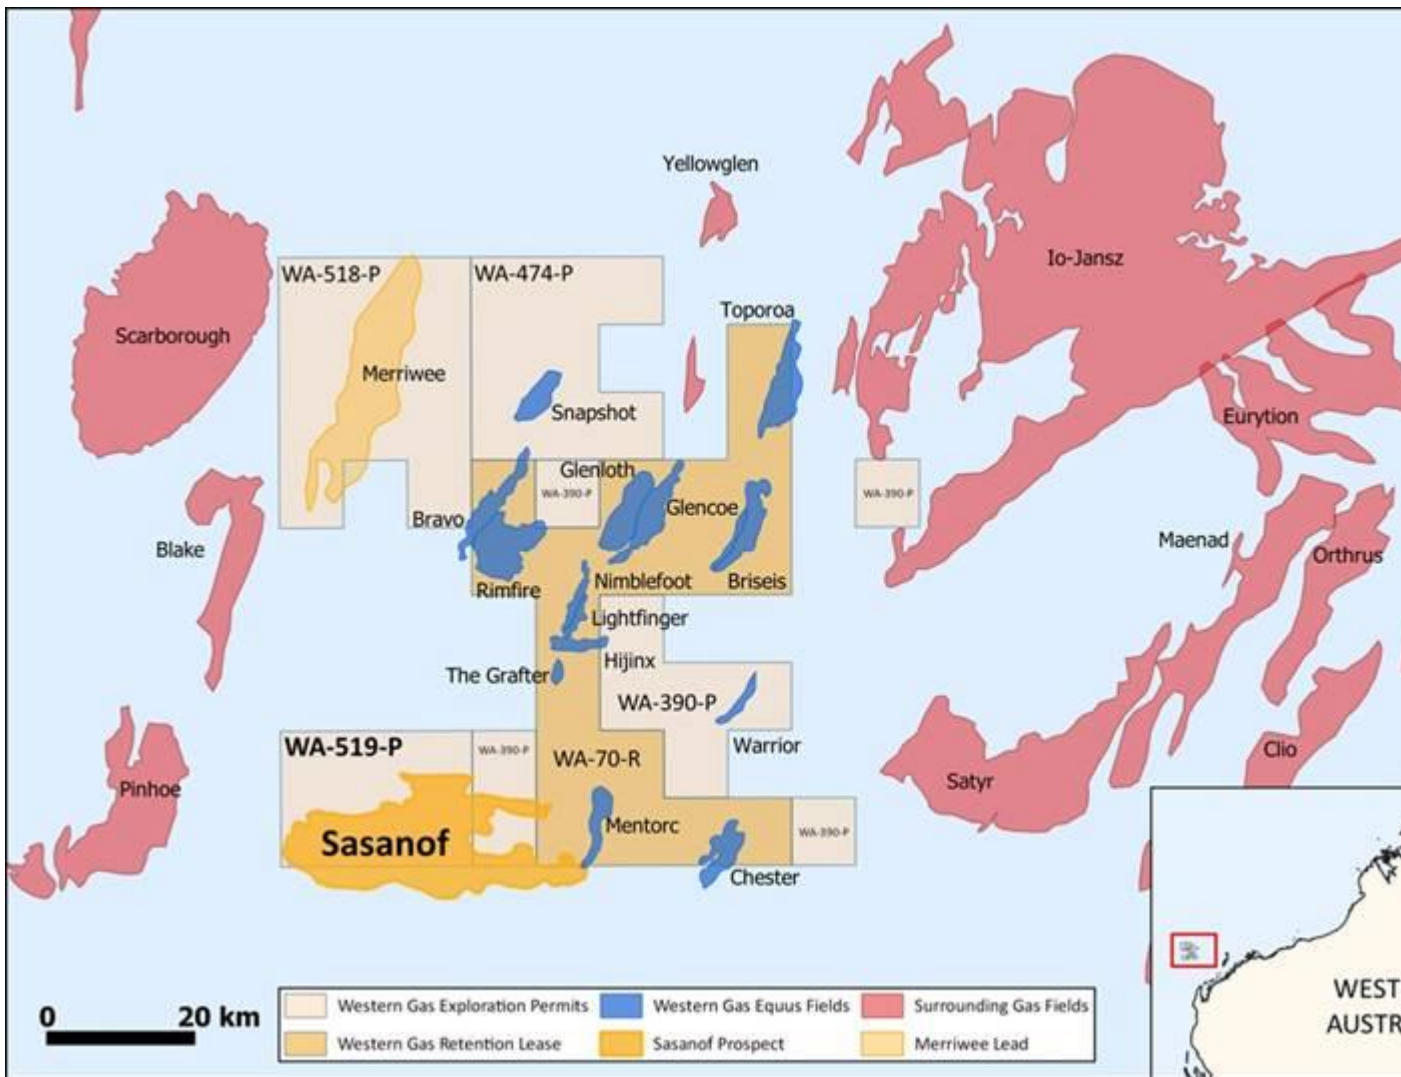 Yellowglen
Io-Jansz
WA-518-P
WA-474-P
Toporoa
Scarborough
Merriwee
Snapshot
Eurytion
Glenloth
WA-390-P
WA-390-P
Glencoe
Bravo
Blake
Maenad
Orthrus
Rimfire
Nimblefoot
Briseis
Lightfinger
Hijinx
The Grafter
WA-390-P
WA-519-P
WA-390-P
WA-70-R
Warrior
Clio
Pinhoe
Satyr
Sasanof
Mentorc
WA-390-P
Chester
WEST
AUSTR
0 20 km
Western Gas Exploration Permits
Western Gas Equus Fields
Surrounding Gas Fields
Western Gas Retention Lease
Sasanof Prospect
Merriwee Lead